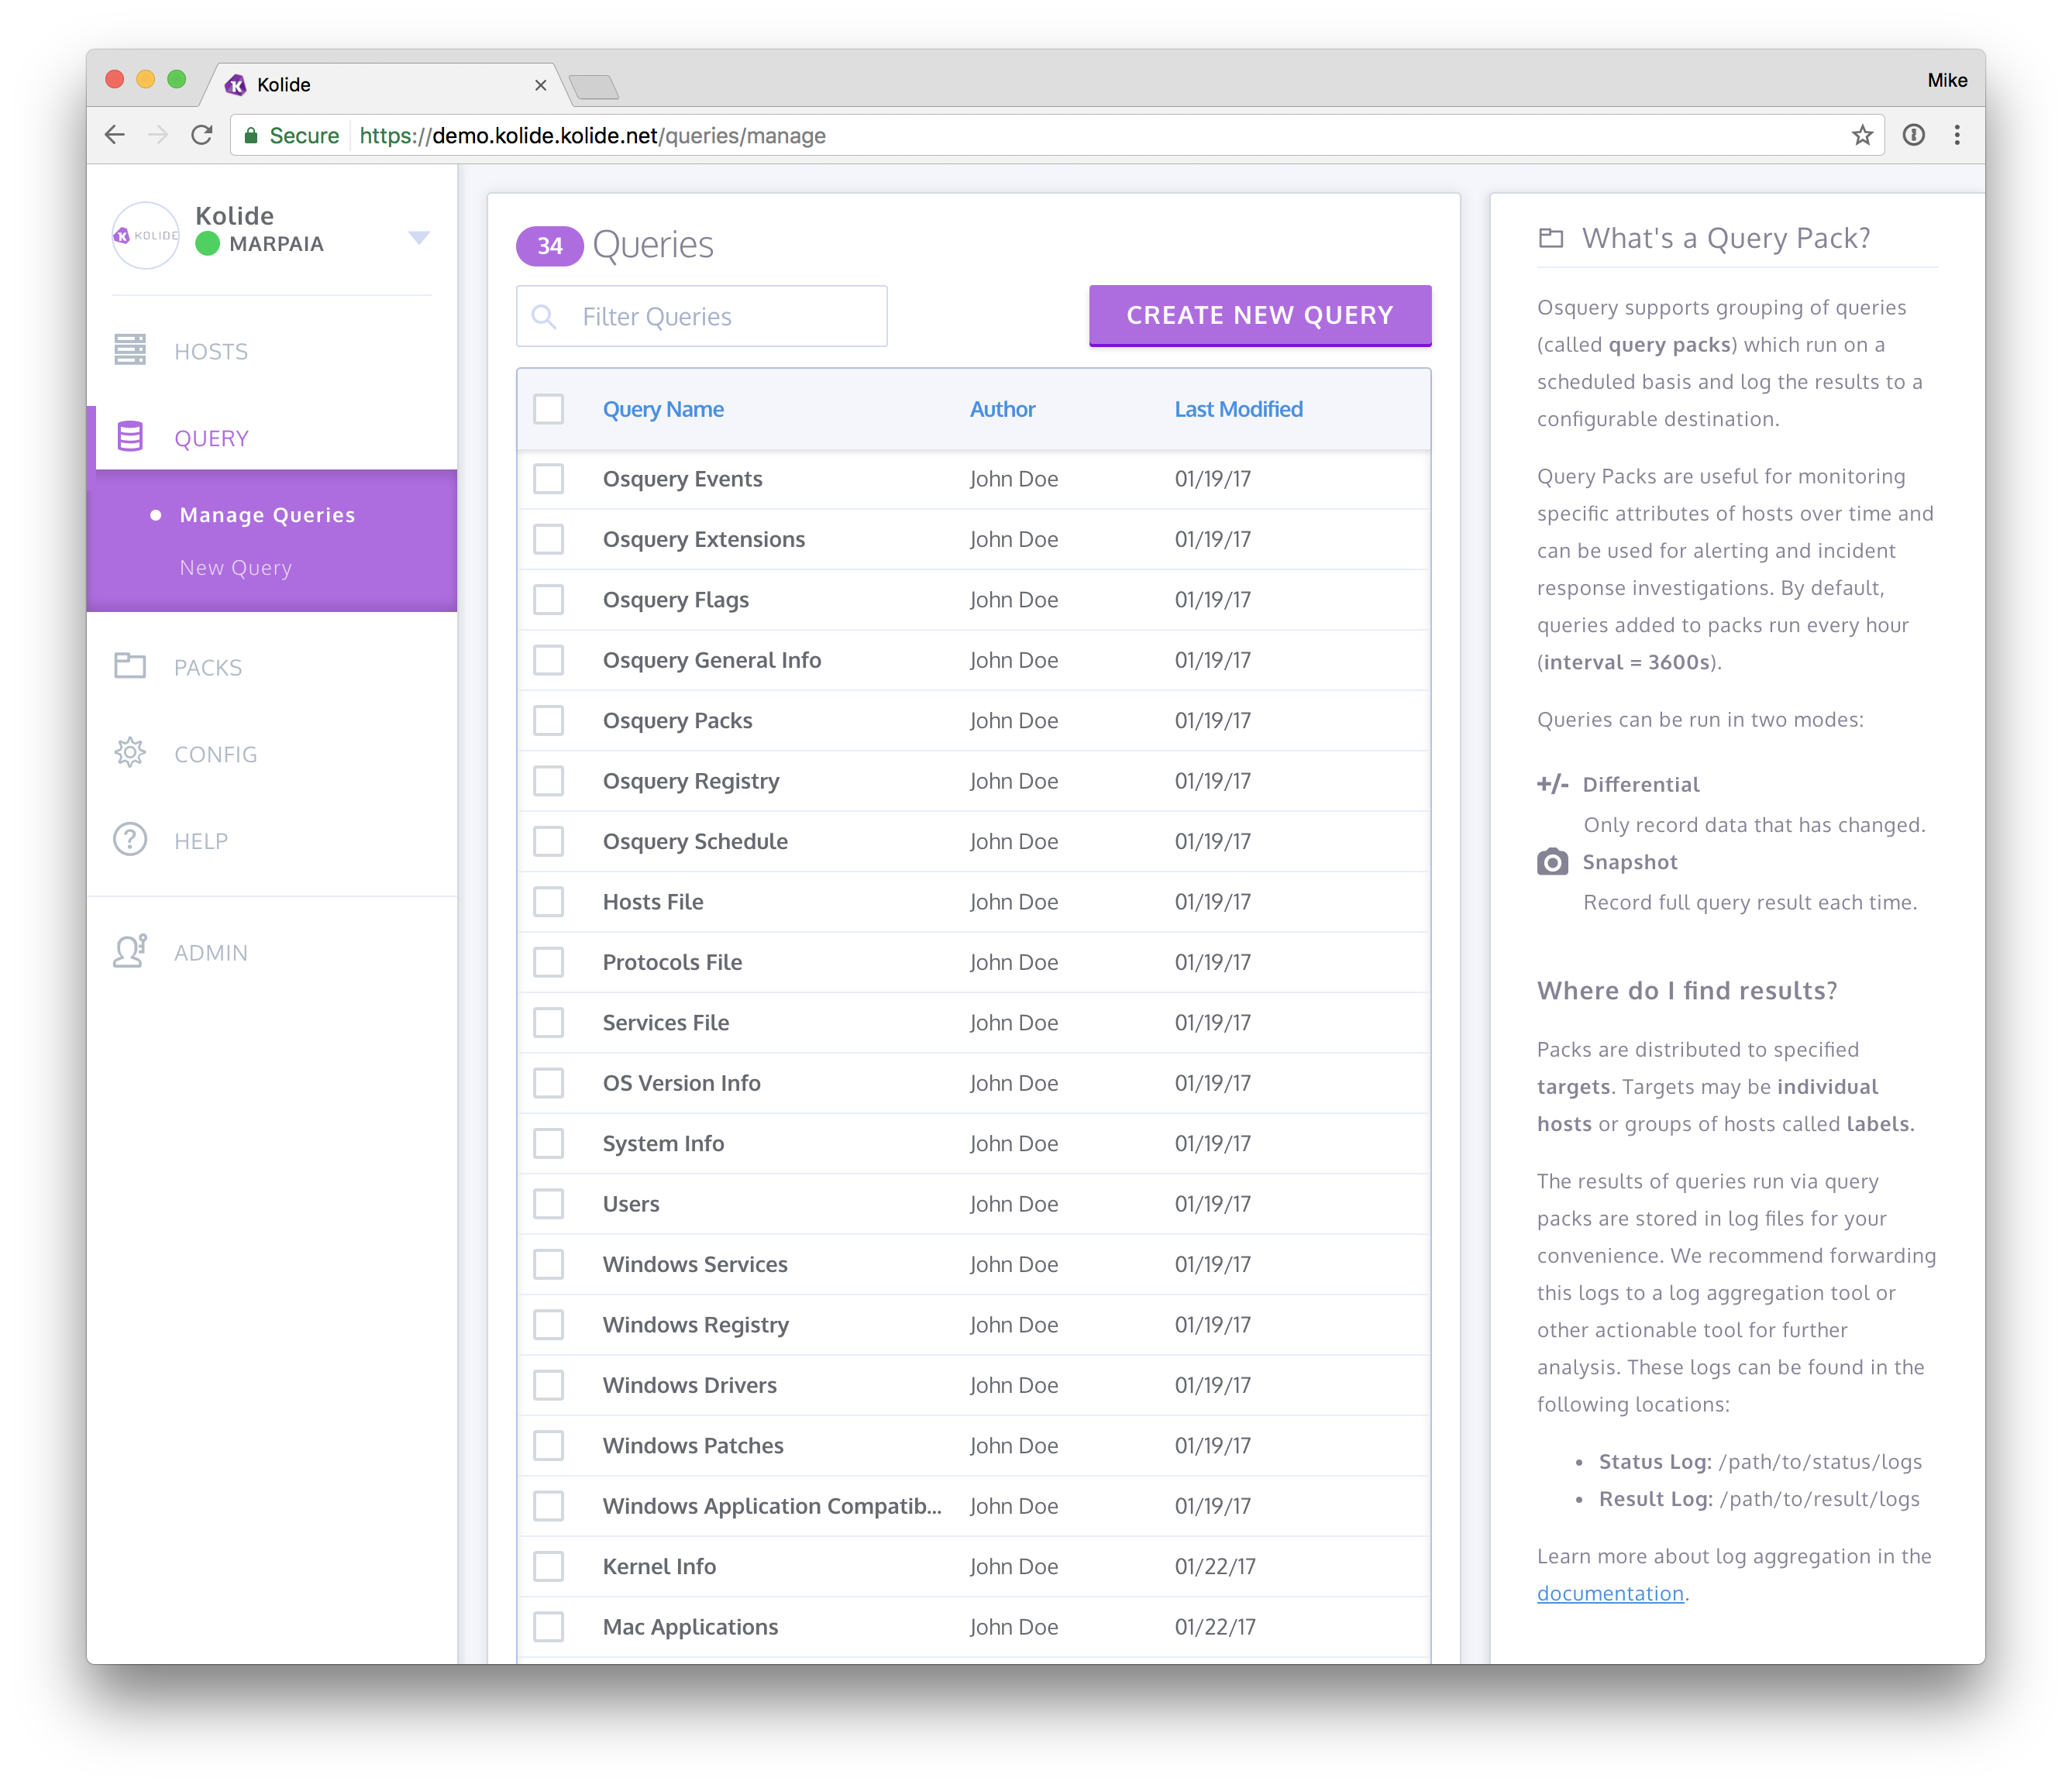 Kolide
Mike
Secure https://demo.kolide.kolide.net/queries/manage
KOLIDE
Kolide
MARPAIA
HOSTS
QUERY
Manage Queries
New Query
PACKS
CONFIG
HELP
ADMIN
34 Queries
Filter Queries
CREATE NEW QUERY
Query Name Author Last Modified
Osquery Events John Doe 01/19/17
Osquery Extensions John Doe 01/19/17
Osquery Flags John Doe 01/19/17
Osquery General Info John Doe 01/19/17
Osquery Packs John Doe 01/19/17
Osquery Registry John Doe 01/19/17
Osquery Schedule John Doe 01/19/17
Hosts File John Doe 01/19/17
Protocols File John Doe 01/19/17
Services File John Doe 01/19/17
OS Version Info John Doe 01/19/17
System Info John Doe 01/19/17
Users John Doe 01/19/17
Windows Services John Doe 01/19/17
Windows Registry John Doe 01/19/17
Windows Drivers John Doe 01/19/17
Windows Patches John Doe 01/19/17
Windows Application Compatib... John Doe 01/19/17
Kernel Info John Doe 01/22/17
Mac Applications John Doe 01/22/17
What's a Query Pack?
Osquery supports grouping of queries
(called query packs) which run on a
scheduled basis and log the results to a
configurable destination.
Query Packs are useful for monitoring
specific attributes of hosts over time and
can be used for alerting and incident
response investigations. By default,
queries added to packs run every hour
(interval = 3600s).
Queries can be run in two modes:
+/- Differential
Only record data that has changed.
Snapshot
Record full query result each time.
Where do I find results?
Packs are distributed to specified
targets. Targets may be individual
hosts or groups of hosts called labels.
The results of queries run via query
packs are stored in log files for your
convenience. We recommend forwarding
this logs to a log aggregation tool or
other actionable tool for further
analysis. These logs can be found in the
following locations:
• Status Log: /path/to/status/logs
• Result Log: /path/to/result/logs
Learn more about log aggregation in the
documentation.